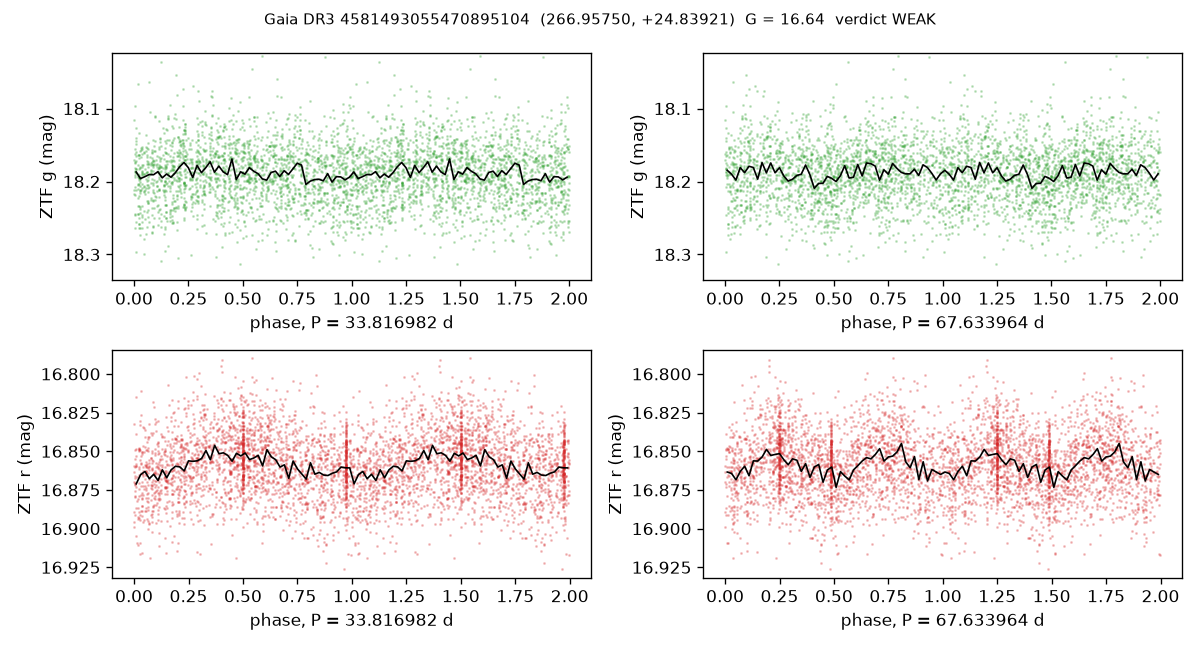 Gaia DR3 4581493055470895104 (266.95750, +24.83921) G = 16.64 verdict WEAK
ZTF g (mag)
18.1
18.2
18.3
0.00 0.25 0.50 0.75 1.00 1.25 1.50 1.75 2.00
phase, P = 33.816982 d
ZTF g (mag)
18.1
18.2
18.3
0.00 0.25 0.50 0.75 1.00 1.25 1.50 1.75 2.00
phase, P = 67.633964 d
ZTF r (mag)
16.800
16.825
16.850
16.875
16.900
16.925
0.00 0.25 0.50 0.75 1.00 1.25 1.50 1.75 2.00
phase, P = 33.816982 d
ZTF r (mag)
16.800
16.825
16.850
16.875
16.900
16.925
0.00 0.25 0.50 0.75 1.00 1.25 1.50 1.75 2.00
phase, P = 67.633964 d